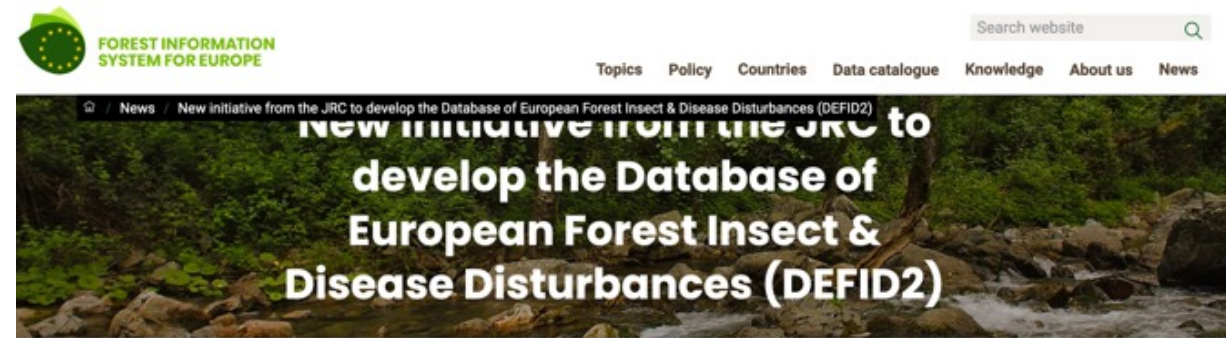 FOREST INFORMATION
SYSTEM FOR EUROPE
Search website
Topics Policy Countries Data catalogue Knowledge About us News
/ News / New initiative from the JRC to develop the Database of European Forest Insect & Disease Disturbances (DEFID2)
New initiative from the JRC to
develop the Database of
European Forest Insect &
Disease Disturbances (DEFID2)